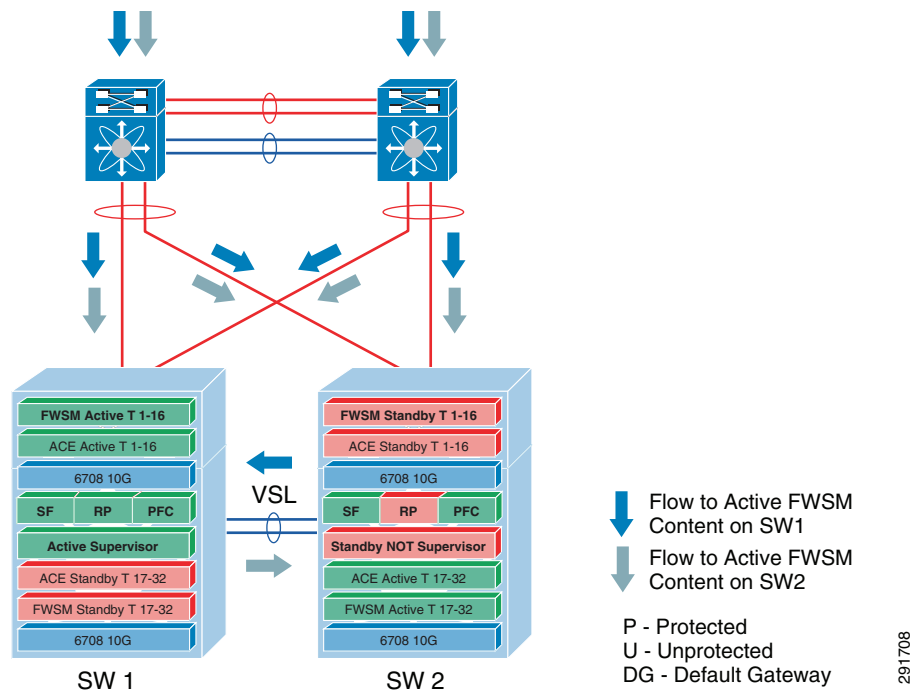 FWSM Active T 1-16
ACE Active T 1-16
6708 10G
SF RP PFC
Active Supervisor
ACE Standby T 17-32
FWSM Standby T 17-32
6708 10G
SW 1
VSL
FWSM Standby T 1-16
ACE Standby T 1-16
6708 10G
SF RP PFC
Standby NOT Supervisor
ACE Active T 17-32
FWSM Active T 17-32
6708 10G
SW 2
Flow to Active FWSM
Content on SW1
Flow to Active FWSM
Content on SW2
P - Protected
U - Unprotected
DG - Default Gateway
291708